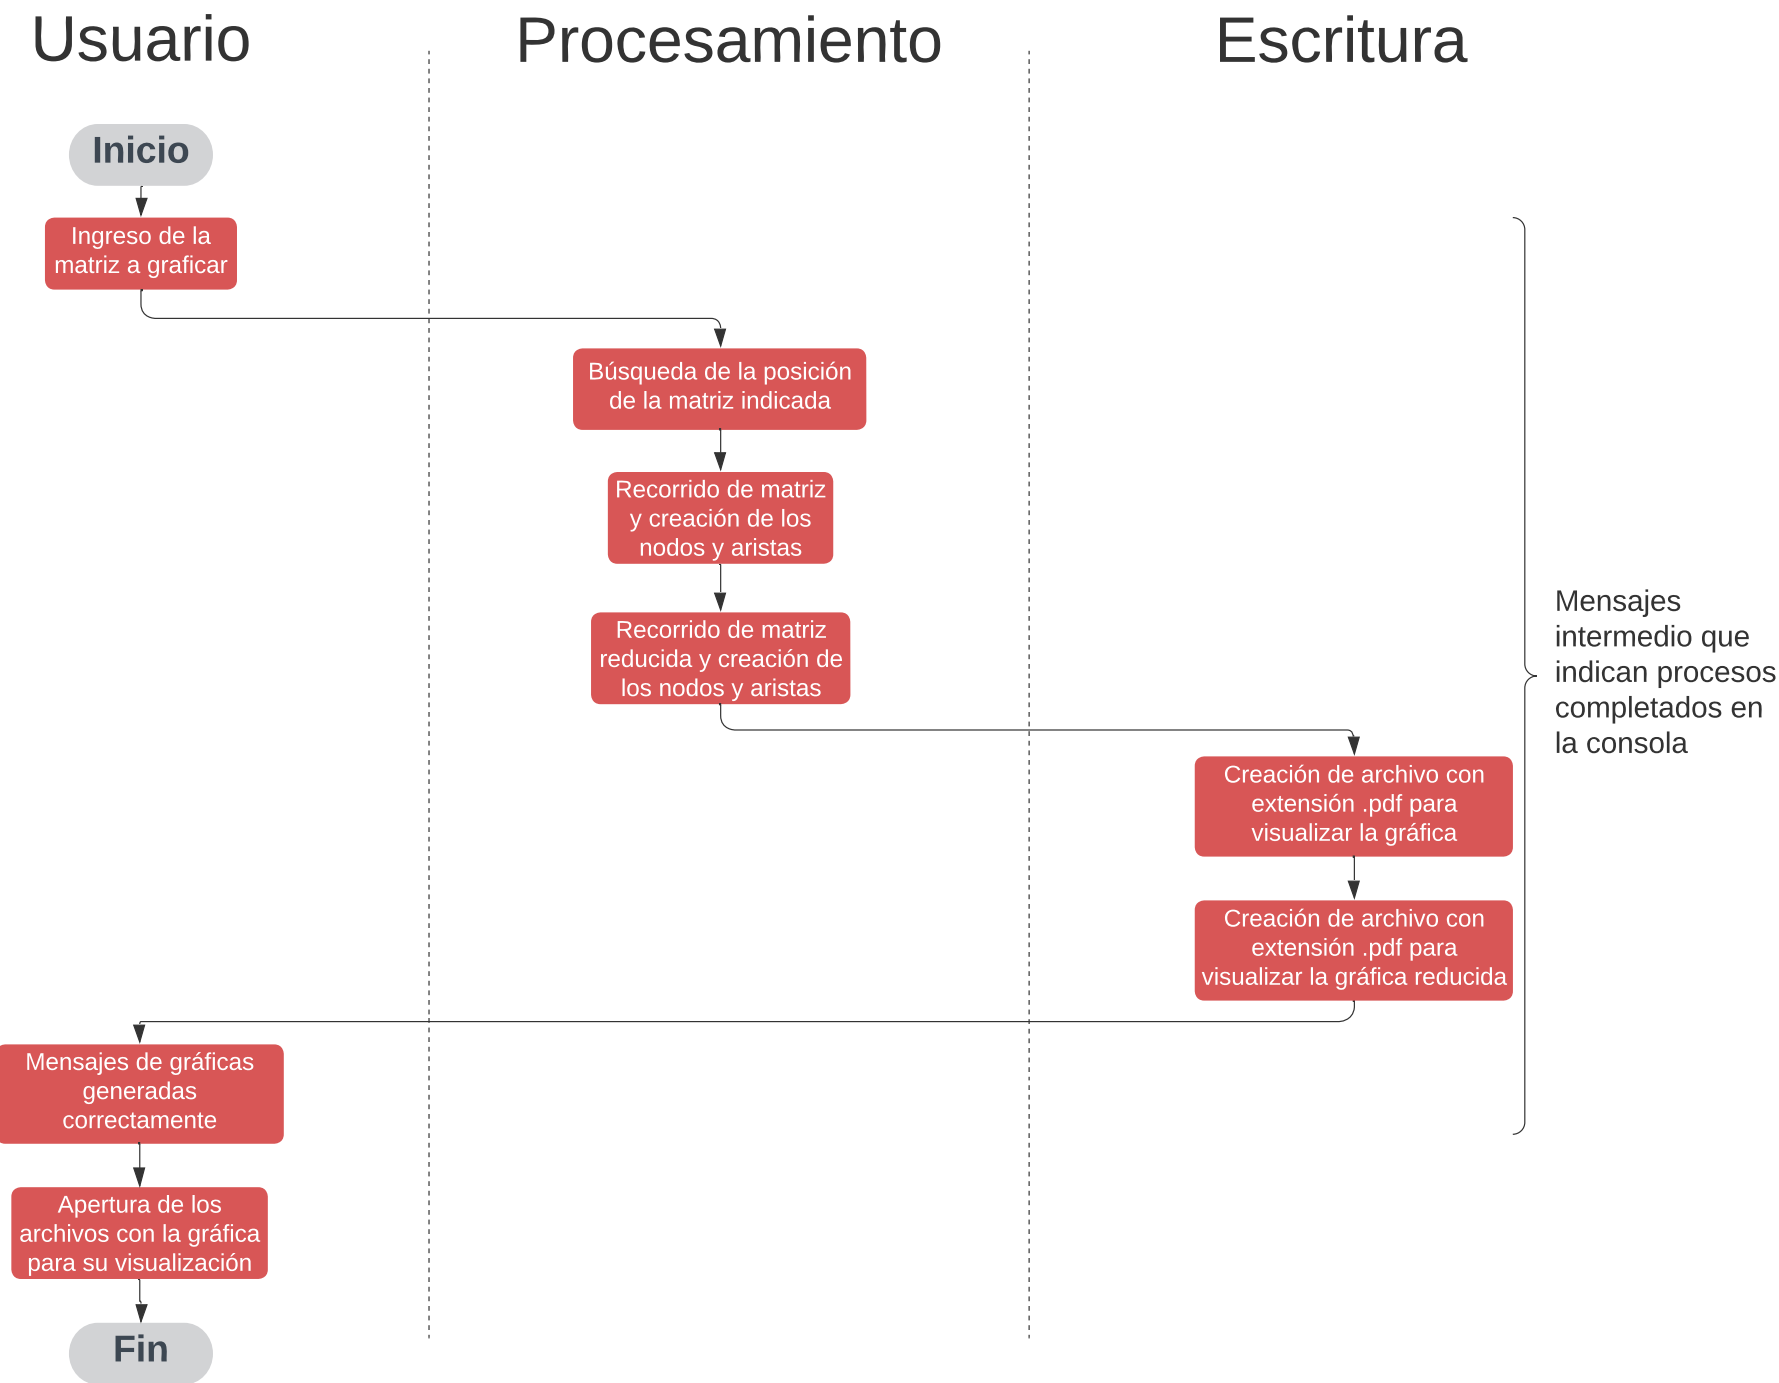 Usuario
Procesamiento
Escritura
Inicio
Ingreso de la
matriz a graficar
Búsqueda de la posición
de la matriz indicada
Recorrido de matriz
y creación de los
nodos y aristas
Recorrido de matriz
reducida y creación de
los nodos y aristas
Mensajes
intermedio que
indican procesos
completados en
la consola
Creación de archivo con
extensión .pdf para
visualizar la gráfica
Creación de archivo con
extensión .pdf para
visualizar la gráfica reducida
Mensajes de gráficas
generadas
correctamente
Apertura de los
archivos con la gráfica
para su visualización
Fin